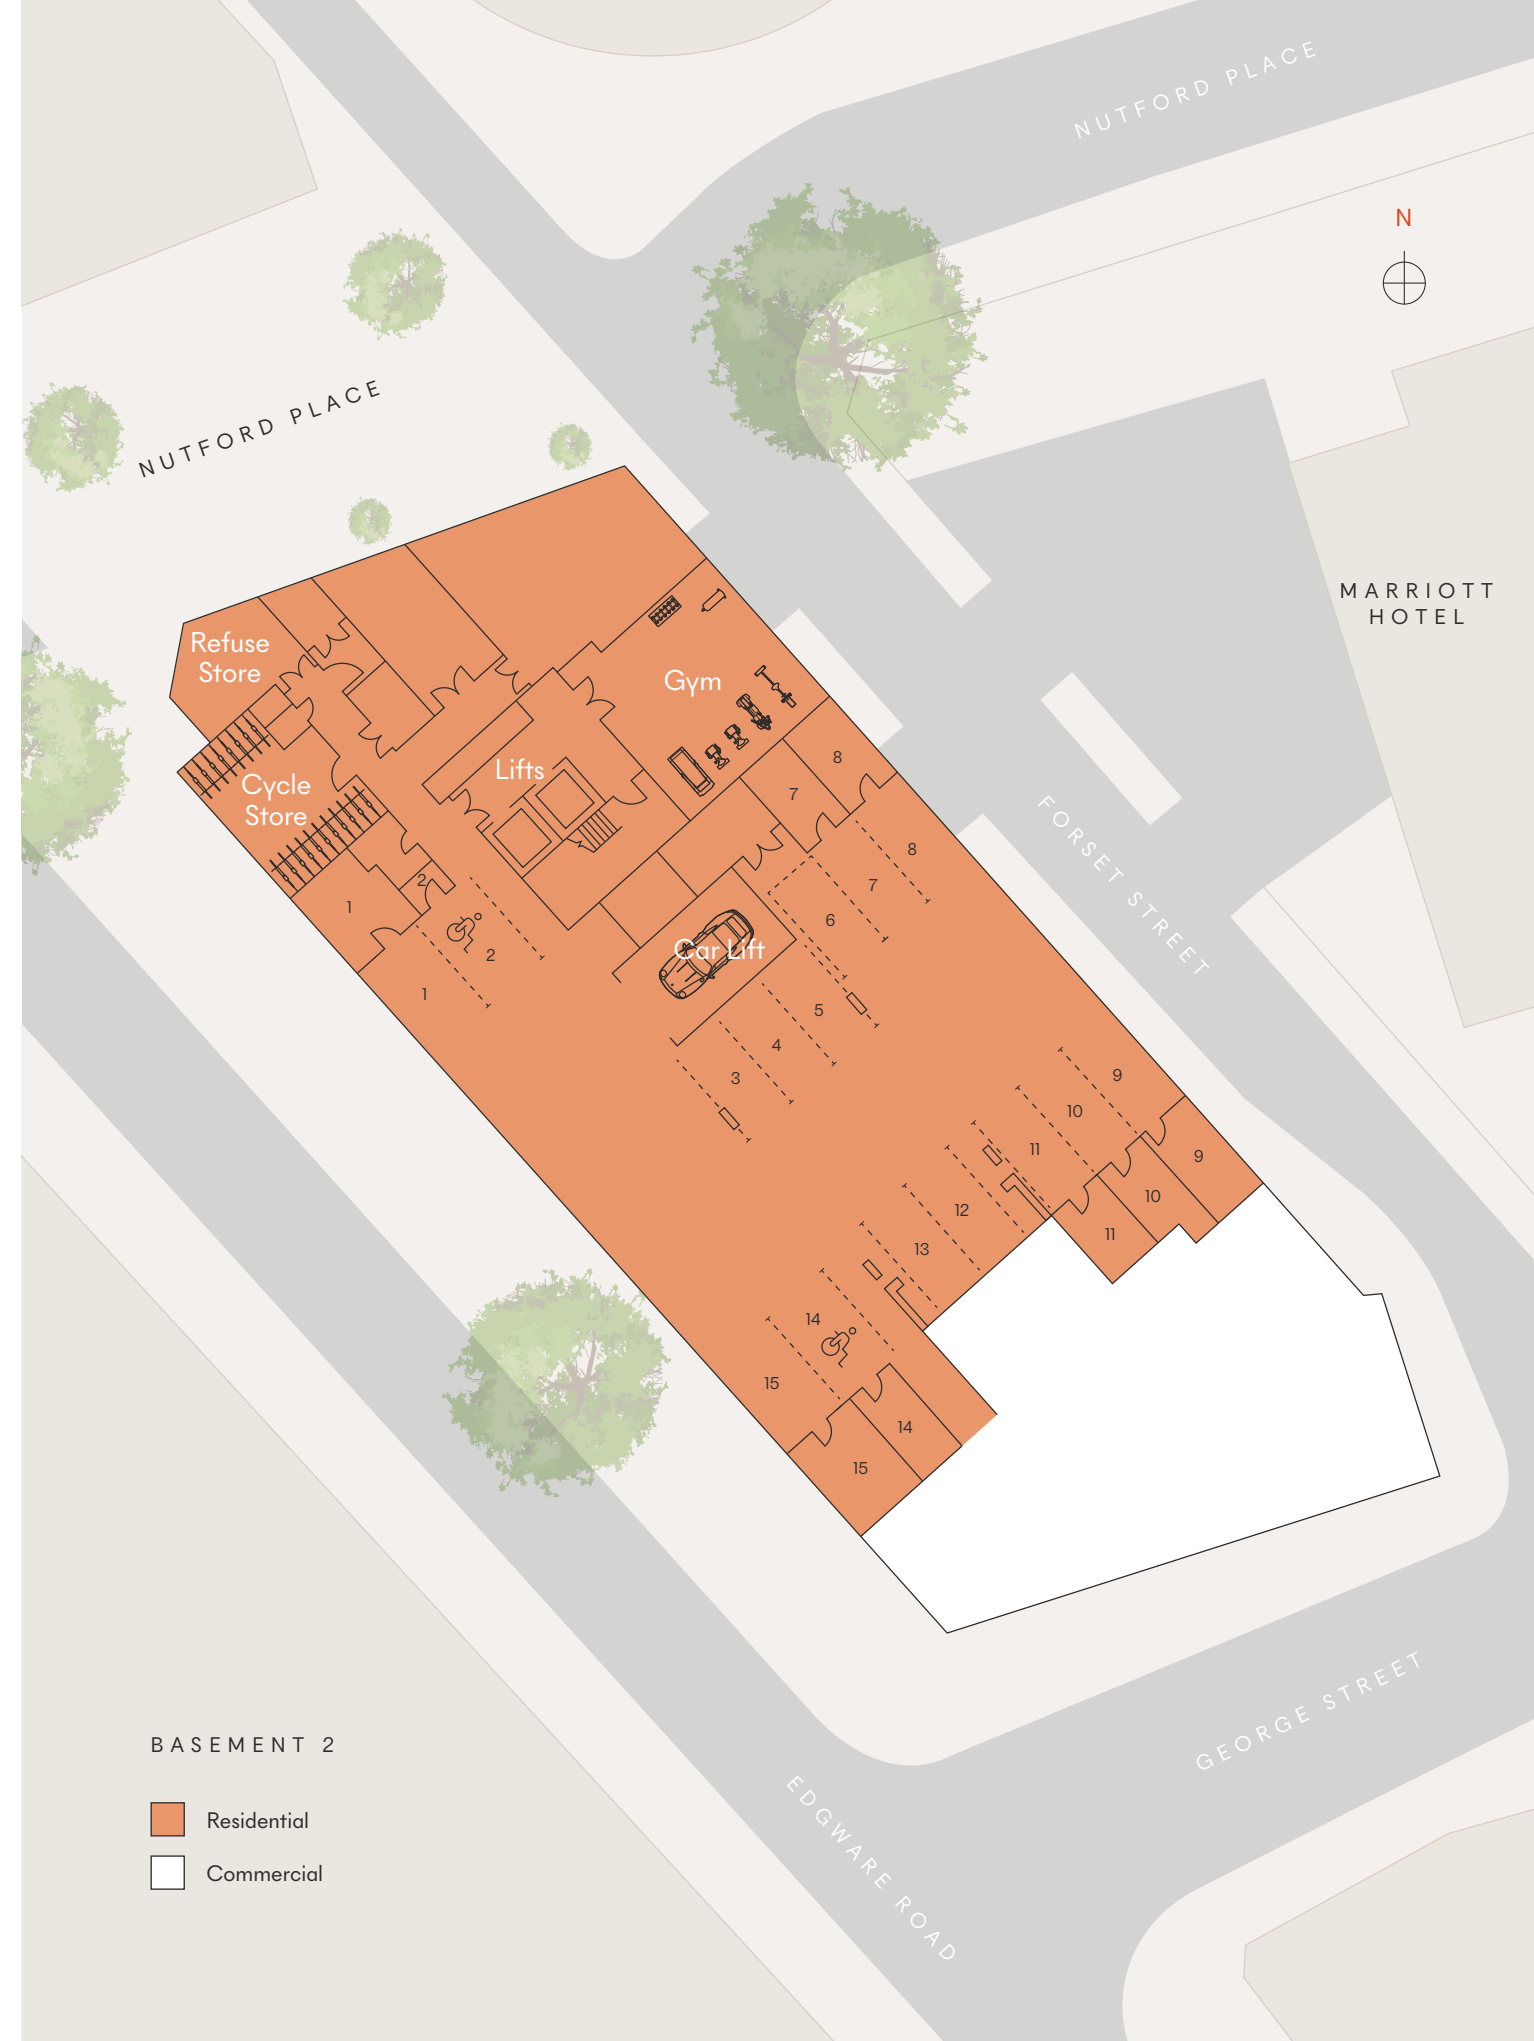 NUTFORD PLACE
N
NUTFORD PLACE
MARRIOTT
HOTEL
Refuse
Store
Gym
Cycle
Store
Lifts
8
7
8
7
6
2
1
2
1
Car Lift
5
4
3
FORSET STREET
9
10
11
9
10
11
12
13
14
15
14
15
GEORGE STREET
EDGWARE ROAD
BASEMENT 2
Residential
Commercial